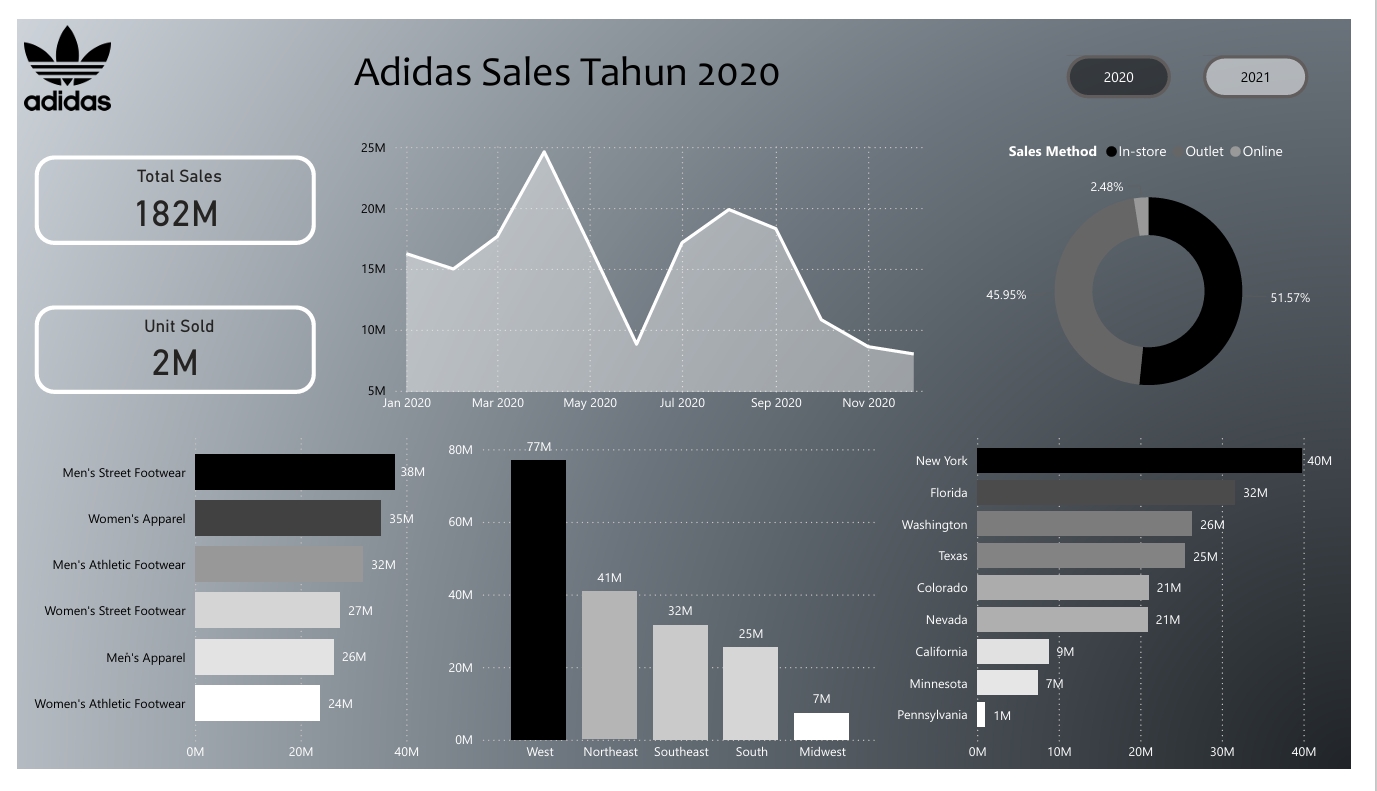 adidas
Adidas Sales Tahun 2020
2020
2021
Total Sales
182M
Unit Sold
2M
25M
20M
15M
10M
5M
Jan 2020 Mar 2020 May 2020 Jul 2020 Sep 2020 Nov 2020
Sales Method In-store Outlet Online
2.48%
45.95%
51.57%
Men's Street Footwear 38M
Women's Apparel 35M
Men's Athletic Footwear 32M
Women's Street Footwear 27M
Men's Apparel 26M
Women's Athletic Footwear 24M
0M 20M 40M
80M
60M
40M
20M
0M
77M
41M
32M
25M
7M
West Northeast Southeast South Midwest
New York 40M
Florida 32M
Washington 26M
Texas 25M
Colorado 21M
Nevada 21M
California 9M
Minnesota 7M
Pennsylvania 1M
0M 10M 20M 30M 40M